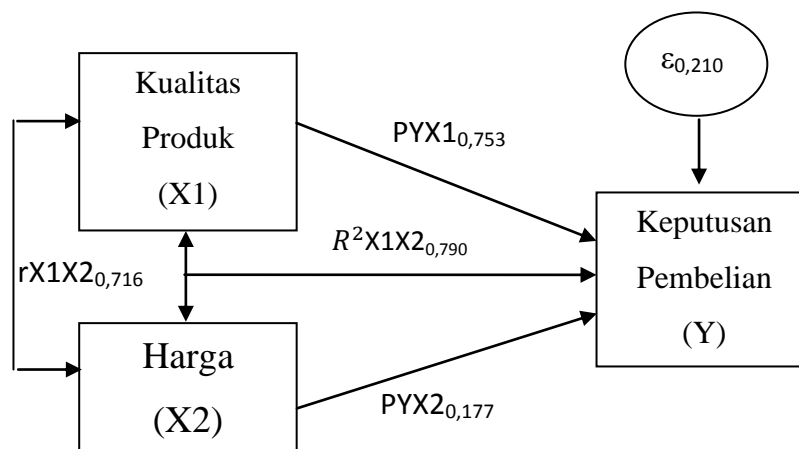 Kualitas
Produk
(X1)
ε0,210
PYX10,753
Keputusan
Pembelian
(Y)
R²X1X20,790
rX1X20,716
Harga
(X2)
PYX20,177